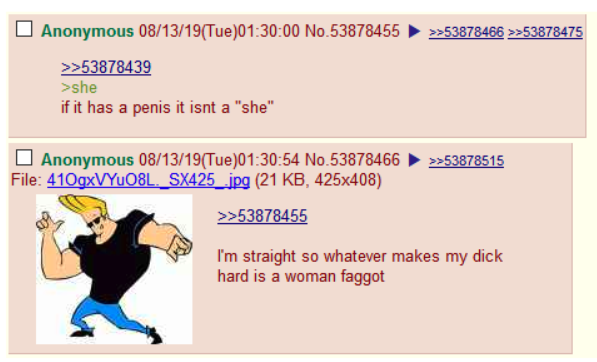 Anonymous 08/13/19(Tue)01:30:00 No.53878455 ▶ >>53878466 >>53878475
>>53878439
>she
if it has a penis it isnt a "she"
Anonymous 08/13/19(Tue)01:30:54 No.53878466 ▶ >>53878515
File: 41OgxVYuO8L._SX425_.jpg (21 KB, 425x408)
>>53878455
I'm straight so whatever makes my dick
hard is a woman faggot